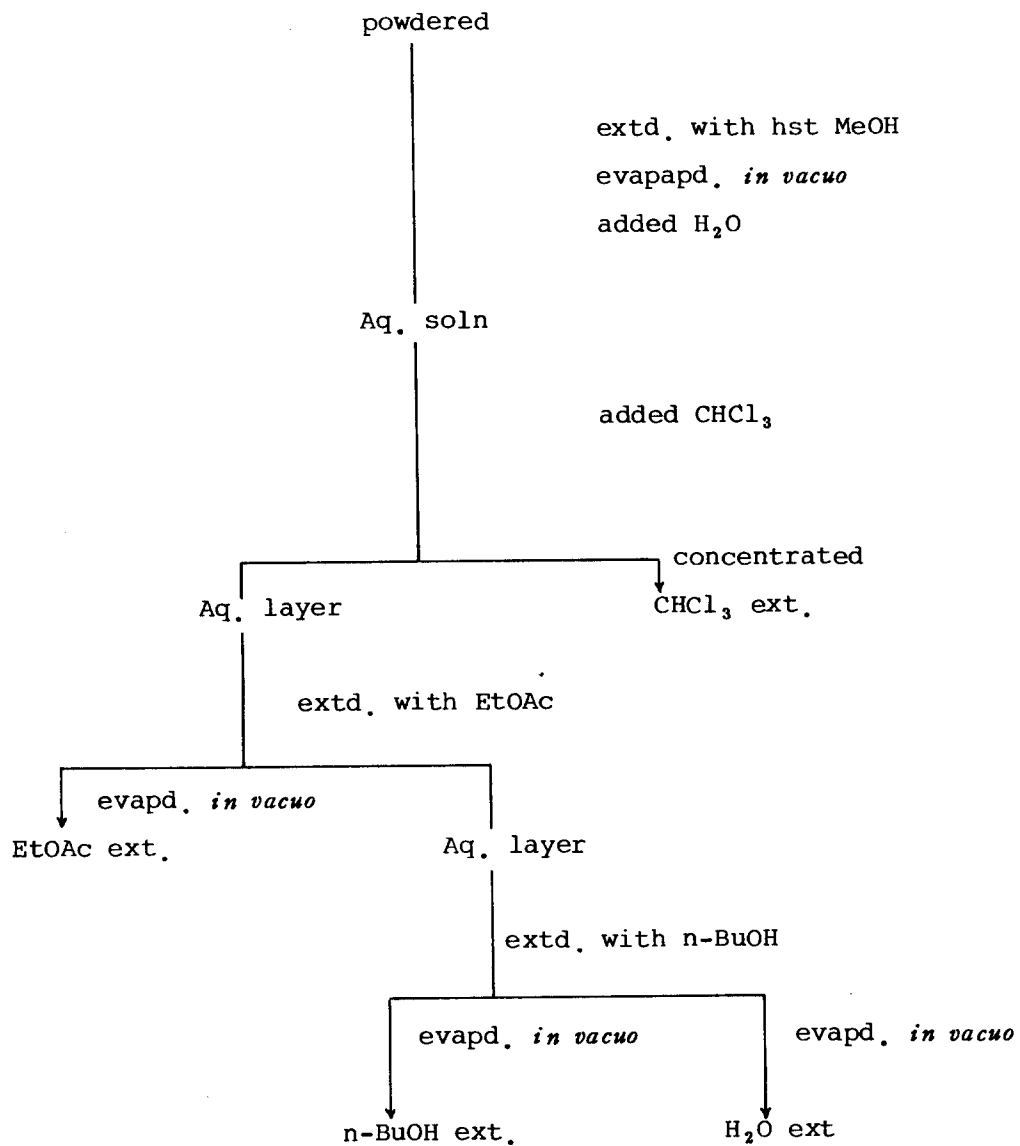 powdered
extd. with hst MeOH
evapapd. in vacuo
added H₂O
Aq. soln
added CHCl₃
concentrated
Aq. layer
CHCl₃ ext.
extd. with EtOAc
evapd. in vacuo
EtOAc ext.
Aq. layer
extd. with n-BuOH
evapd. in vacuo
evapd. in vacuo
n-BuOH ext.
H₂O ext